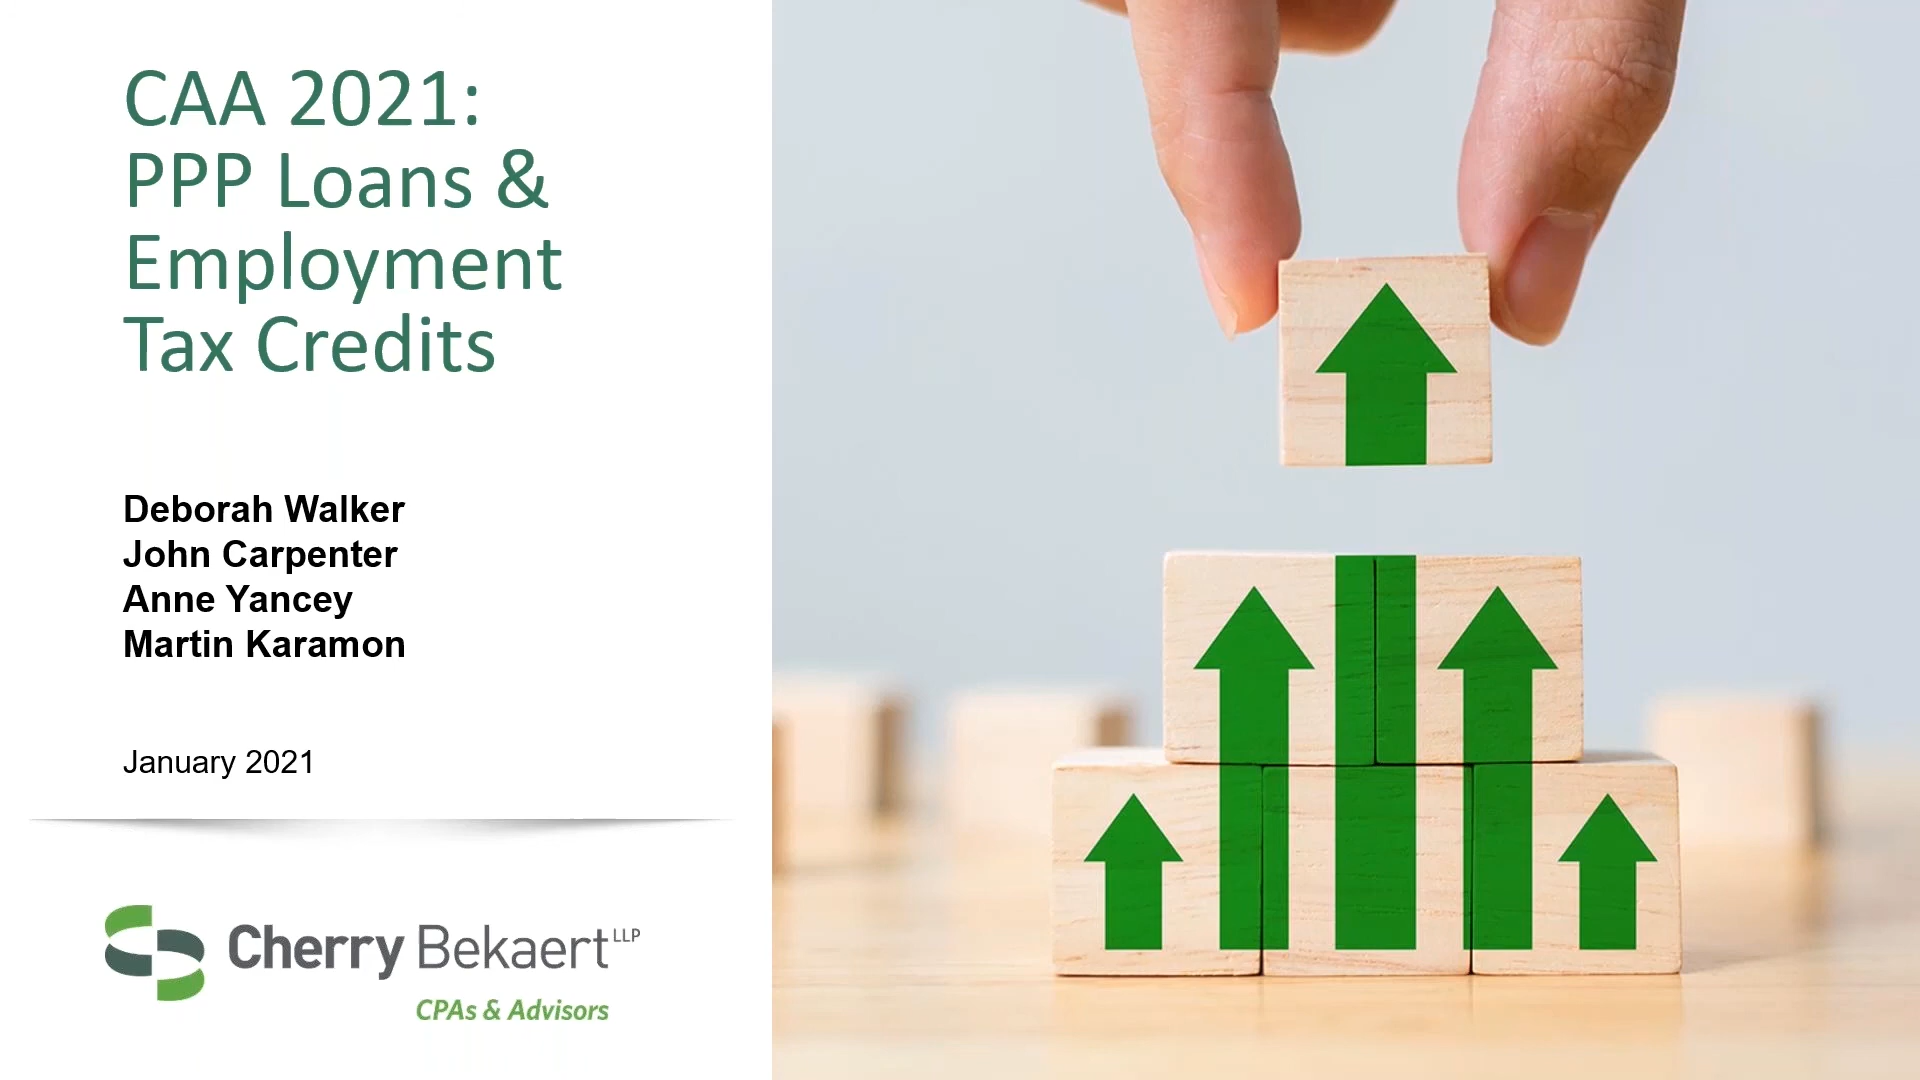 CAA 2021:
PPP Loans &
Employment
Tax Credits
Deborah Walker
John Carpenter
Anne Yancey
Martin Karamon
January 2021
Cherry Bekaert LLP
CPAs & Advisors